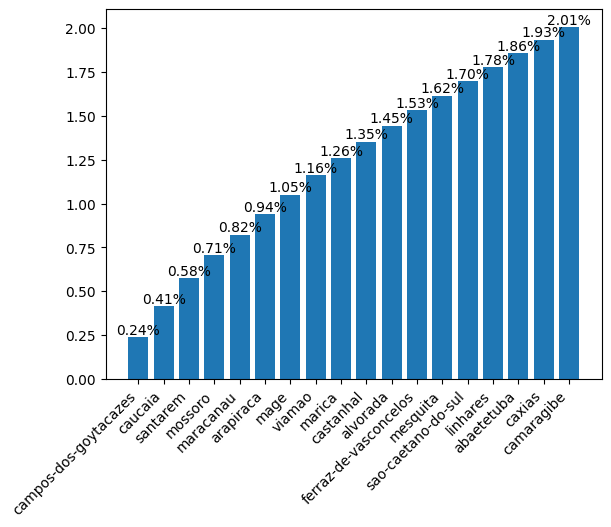 2.00
1.75
1.50
1.25
1.00
0.75
0.50
0.25
0.00
0.24%
0.41%
0.58%
0.71%
0.82%
0.94%
1.05%
1.16%
1.26%
1.35%
1.45%
1.53%
1.62%
1.70%
1.78%
1.86%
1.93%
2.01%
campos-dos-goytacazes
caucaia
santarem
mossoro
maracanau
arapiraca
mage
viamao
marica
castanhal
alvorada
ferraz-de-vasconcelos
mesquita
sao-caetano-do-sul
linhares
abaetetuba
caxias
camaragibe